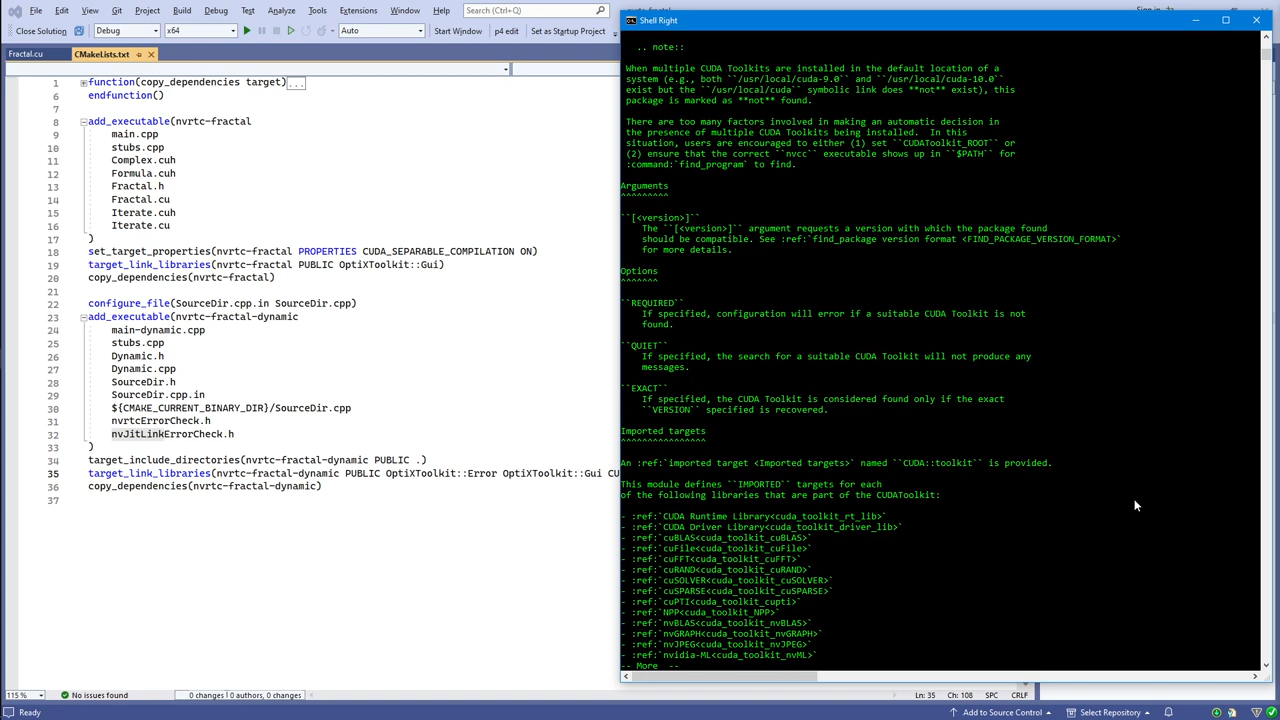 File Edit View Git Project Build Debug Test Analyze Tools Extensions Window Help Search (Ctrl+Q)
Close Solution Debug x64 Auto Start Window p4 edit Set as Startup Project
Fractal.cu CMakeLists.txt
1 function(copy_dependencies target)...
6 endfunction()
7
8 add_executable(nvrtc-fractal
9 main.cpp
10 stubs.cpp
11 Complex.cuh
12 Formula.cuh
13 Fractal.h
14 Fractal.cu
15 Iterate.cuh
16 Iterate.cu
17 )
18 set_target_properties(nvrtc-fractal PROPERTIES CUDA_SEPARABLE_COMPILATION ON)
19 target_link_libraries(nvrtc-fractal PUBLIC OptiXToolkit::Gui)
20 copy_dependencies(nvrtc-fractal)
21
22 configure_file(SourceDir.cpp.in SourceDir.cpp)
23 add_executable(nvrtc-fractal-dynamic
24 main-dynamic.cpp
25 stubs.cpp
26 Dynamic.h
27 Dynamic.cpp
28 SourceDir.h
29 SourceDir.cpp.in
30 ${CMAKE_CURRENT_BINARY_DIR}/SourceDir.cpp
31 nvrtcErrorCheck.h
32 nvJitLinkErrorCheck.h
33 )
34 target_include_directories(nvrtc-fractal-dynamic PUBLIC .)
35 target_link_libraries(nvrtc-fractal-dynamic PUBLIC OptiXToolkit::Error OptiXToolkit::Gui CU
36 copy_dependencies(nvrtc-fractal-dynamic)
37
115 % No issues found 0 changes | 0 authors, 0 changes Ln: 35 Ch: 108 SPC CRLF
Ready Add to Source Control Select Repository
Shell Right
.. note::
When multiple CUDA Toolkits are installed in the default location of a
system (e.g., both ``/usr/local/cuda-9.0`` and ``/usr/local/cuda-10.0``
exist but the ``/usr/local/cuda`` symbolic link does **not** exist), this
package is marked as **not** found.
There are too many factors involved in making an automatic decision in
the presence of multiple CUDA Toolkits being installed.  In this
situation, users are encouraged to either (1) set ``CUDAToolkit_ROOT`` or
(2) ensure that the correct ``nvcc`` executable shows up in ``$PATH`` for
:command:`find_program` to find.
Arguments
^^^^^^^^^
``[<version>]``
The ``[<version>]`` argument requests a version with which the package found
should be compatible. See :ref:`find_package version format <FIND_PACKAGE_VERSION_FORMAT>`
for more details.
Options
^^^^^^^
``REQUIRED``
If specified, configuration will error if a suitable CUDA Toolkit is not
found.
``QUIET``
If specified, the search for a suitable CUDA Toolkit will not produce any
messages.
``EXACT``
If specified, the CUDA Toolkit is considered found only if the exact
``VERSION`` specified is recovered.
Imported targets
^^^^^^^^^^^^^^^^
An :ref:`imported target <Imported targets>` named ``CUDA::toolkit`` is provided.
This module defines ``IMPORTED`` targets for each
of the following libraries that are part of the CUDAToolkit:
- :ref:`CUDA Runtime Library<cuda_toolkit_rt_lib>`
- :ref:`CUDA Driver Library<cuda_toolkit_driver_lib>`
- :ref:`cuBLAS<cuda_toolkit_cuBLAS>`
- :ref:`cuFile<cuda_toolkit_cuFile>`
- :ref:`cuFFT<cuda_toolkit_cuFFT>`
- :ref:`cuRAND<cuda_toolkit_cuRAND>`
- :ref:`cuSOLVER<cuda_toolkit_cuSOLVER>`
- :ref:`cuSPARSE<cuda_toolkit_cuSPARSE>`
- :ref:`cuPTI<cuda_toolkit_cupti>`
- :ref:`NPP<cuda_toolkit_NPP>`
- :ref:`nvBLAS<cuda_toolkit_nvBLAS>`
- :ref:`nvGRAPH<cuda_toolkit_nvGRAPH>`
- :ref:`nvJPEG<cuda_toolkit_nvJPEG>`
- :ref:`nvidia-ML<cuda_toolkit_nvML>`
-- More  --